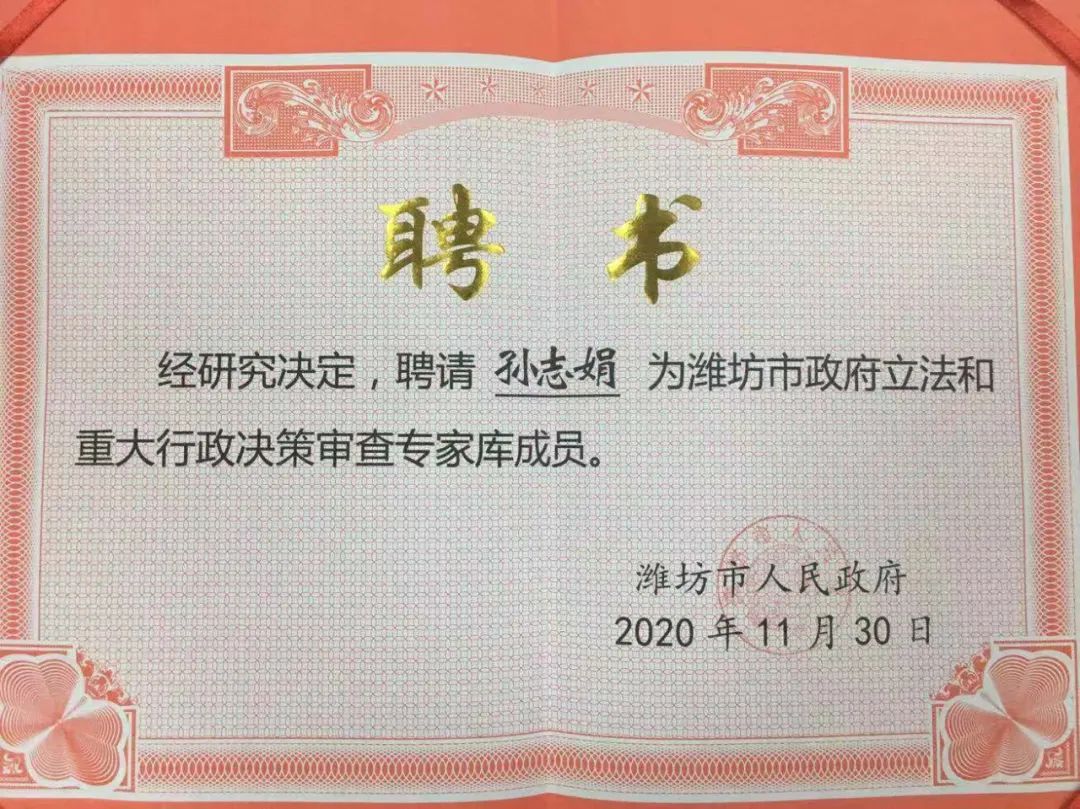 聘书
经研究决定，聘请 孙志娟 为潍坊市政府立法和
重大行政决策审查专家库成员。
潍坊市人民政府
2020 年 11 月 30 日